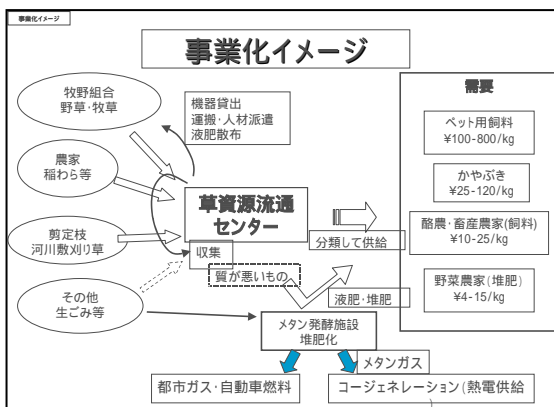 事業化イメージ
事業化イメージ
牧野組合
野草・牧草
機器貸出
運搬・人材派遣
液肥散布
需要
ペット用飼料
¥100-800/kg
農家
稲わら等
かやぶき
¥25-120/kg
草資源流通
センター
剪定枝
河川敷刈り草
収集
分類して供給
酪農・畜産農家(飼料)
¥10-25/kg
質が悪いもの
その他
生ごみ等
液肥・堆肥
野菜農家(堆肥)
¥4-15/kg
メタン発酵施設
堆肥化
メタンガス
都市ガス・自動車燃料
コージェネレーション(熱電供給
)